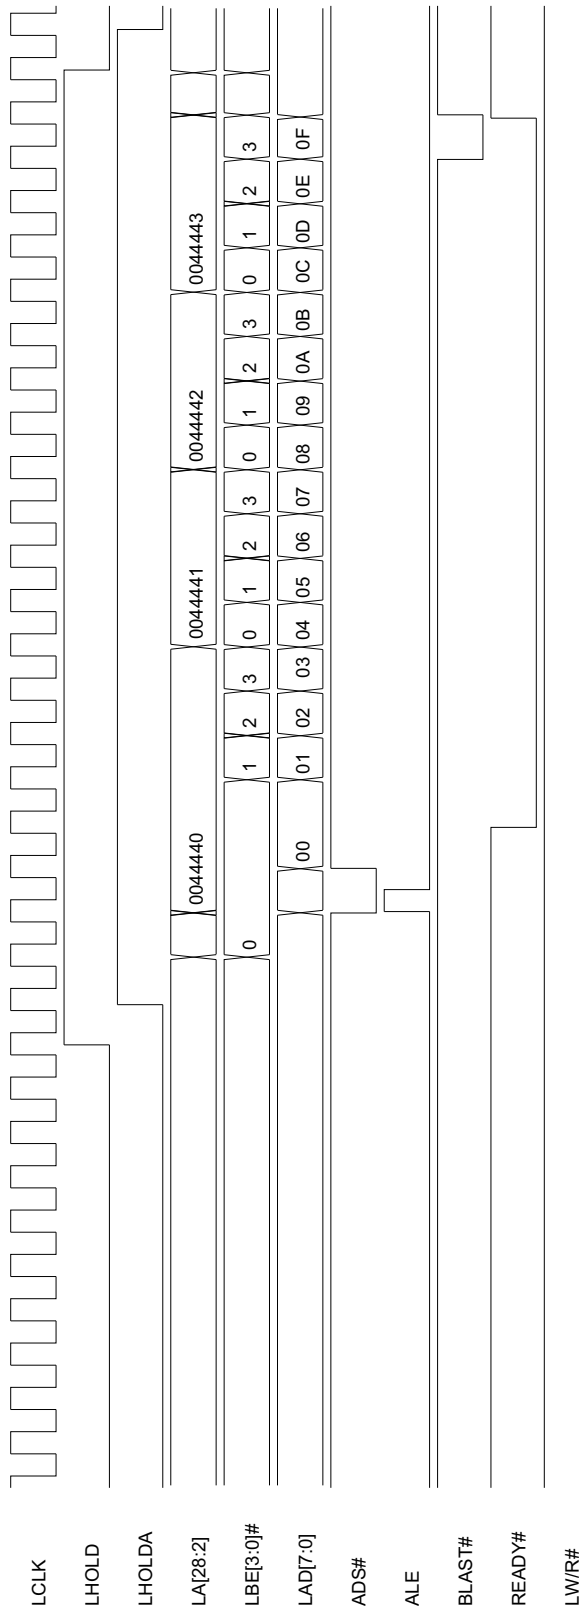 LCLK
LHOLD
LHOLDA
LA[28:2] 0044440 0044441 0044442 0044443
LBE[3:0]# 0 1 2 3 0 1 2 3 0 1 2 3 0 1 2 3
LAD[7:0] 00 01 02 03 04 05 06 07 08 09 0A 0B 0C 0D 0E 0F
ADS#
ALE
BLAST#
READY#
LW/R#